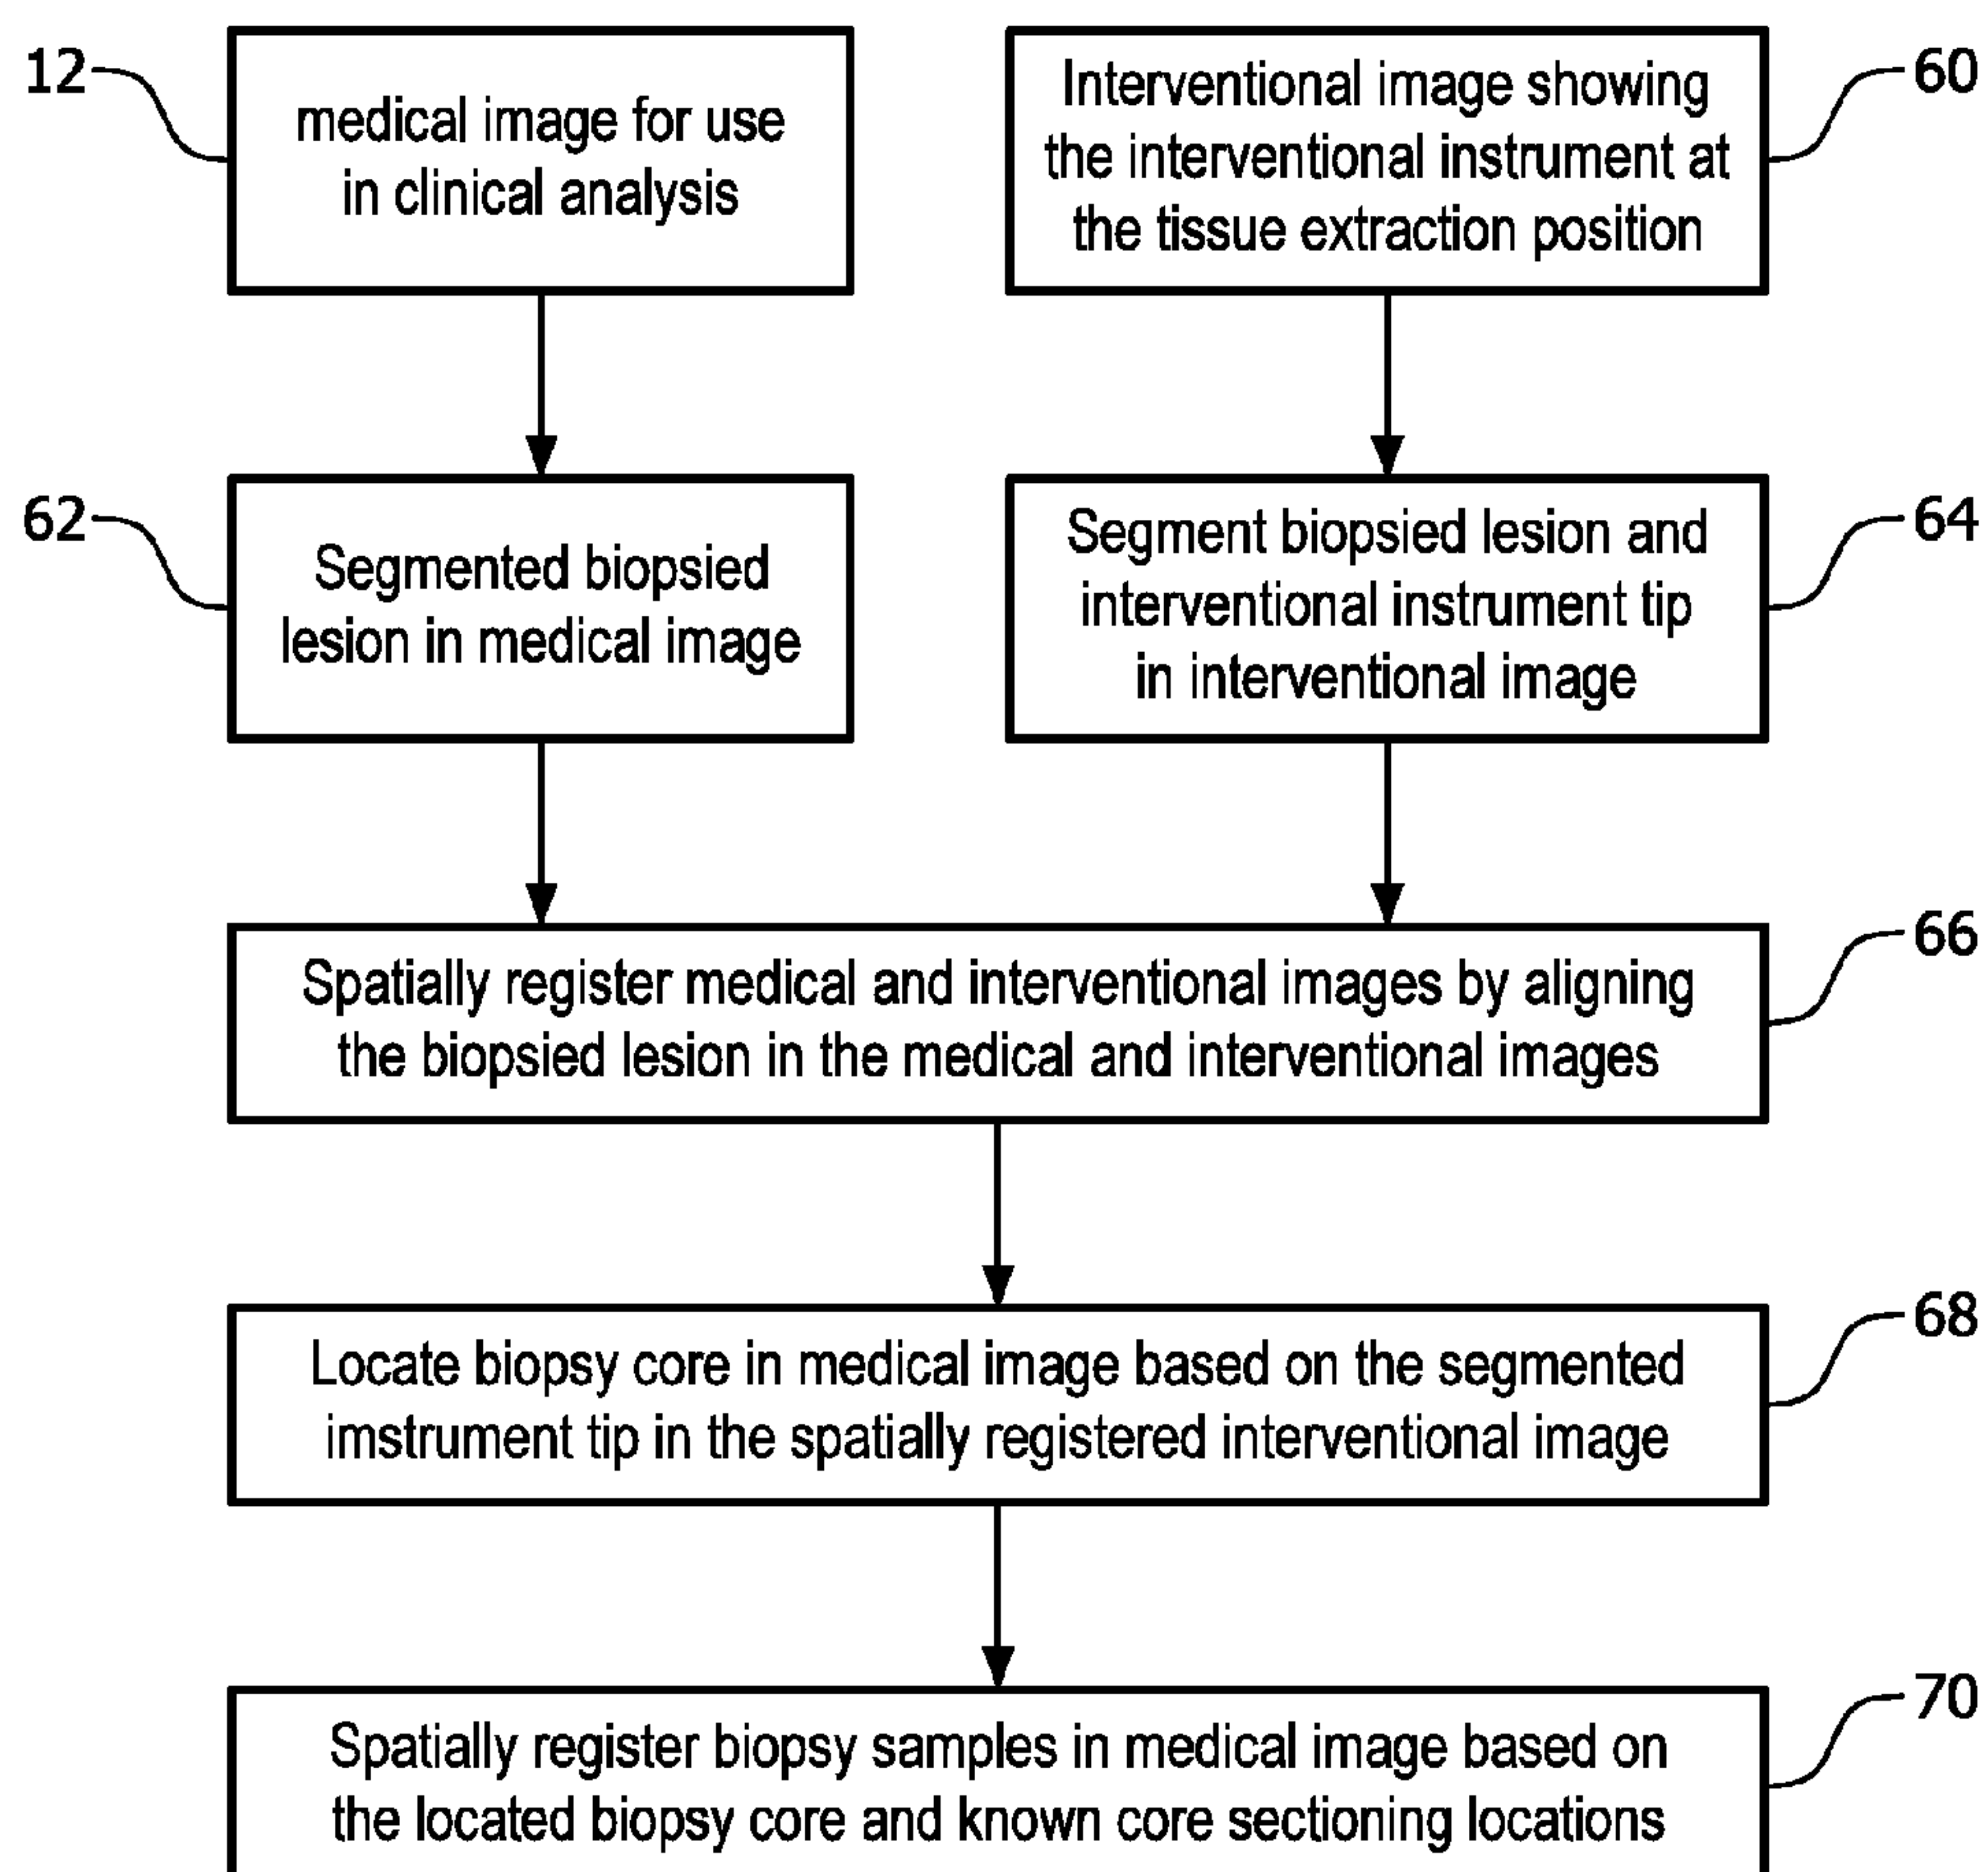 12
medical image for use
in clinical analysis
Interventional image showing
the interventional instrument at
the tissue extraction position
60
62
Segmented biopsied
lesion in medical image
Segment biopsied lesion and
interventional instrument tip
in interventional image
64
Spatially register medical and interventional images by aligning
the biopsied lesion in the medical and interventional images
66
Locate biopsy core in medical image based on the segmented
imstrument tip in the spatially registered interventional image
68
Spatially register biopsy samples in medical image based on
the located biopsy core and known core sectioning locations
70